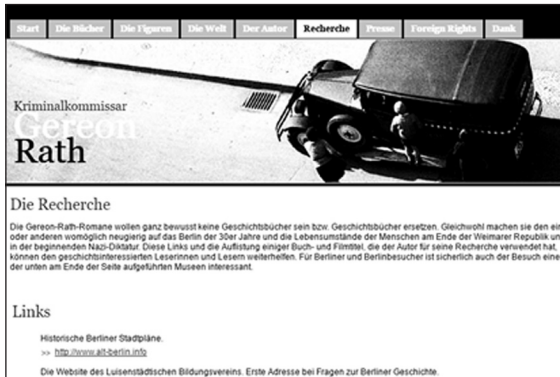 Start Die Bücher Die Figuren Die Welt Der Autor Recherche Presse Foreign Rights Dank
Kriminalkommissar
Gereon
Rath
Die Recherche
Die Gereon-Rath-Romane wollen ganz bewusst keine Geschichtsbücher sein bzw. Geschichtsbücher ersetzen. Gleichwohl machen sie den ein
oder anderen womöglich neugierig auf das Berlin der 30er Jahre und die Lebensumstände der Menschen am Ende der Weimarer Republik un
in der beginnenden Nazi-Diktatur. Diese Links und die Auflistung einiger Buch- und Filmtitel, die der Autor für seine Recherche verwendet hat,
können den geschichtsinteressierten Leserinnen und Lesern weiterhelfen. Für Berliner und Berlinbesucher ist sicherlich auch der Besuch eine
der unten am Ende der Seite aufgeführten Museen interessant.
Links
Historische Berliner Stadtpläne.
>> http://www.alt-berlin.info
Die Website des Luisenstädtischen Bildungsvereins. Erste Adresse bei Fragen zur Berliner Geschichte.